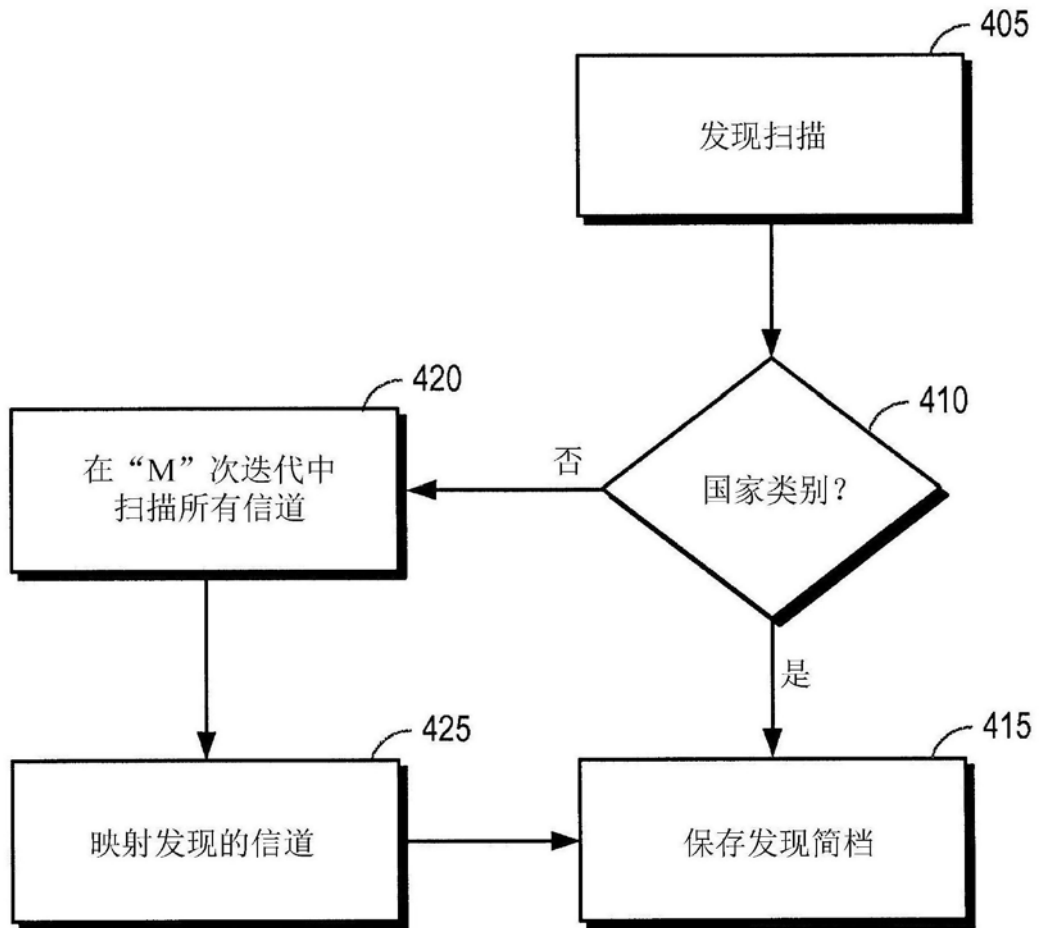 405
发现扫描
410
国家类别？
否
是
420
在“M”次迭代中
扫描所有信道
425
映射发现的信道
415
保存发现简档